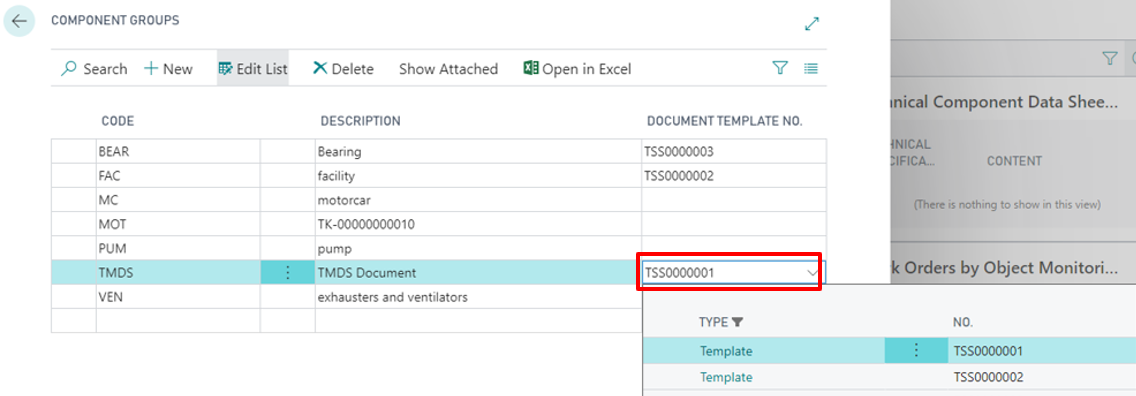 COMPONENT GROUPS
Search New Edit List Delete Show Attached Open in Excel
nical Component Data Shee...
CODE DESCRIPTION DOCUMENT TEMPLATE NO.
HNICAL
CIFICA... CONTENT
BEAR Bearing TSS0000003
FAC facility TSS0000002
MC motorcar
(There is nothing to show in this view)
MOT TK-00000000010
PUM pump
TMDS TMDS Document TSS0000001
k Orders by Object Monitori...
VEN exhausters and ventilators
TYPE NO.
Template TSS0000001
Template TSS0000002